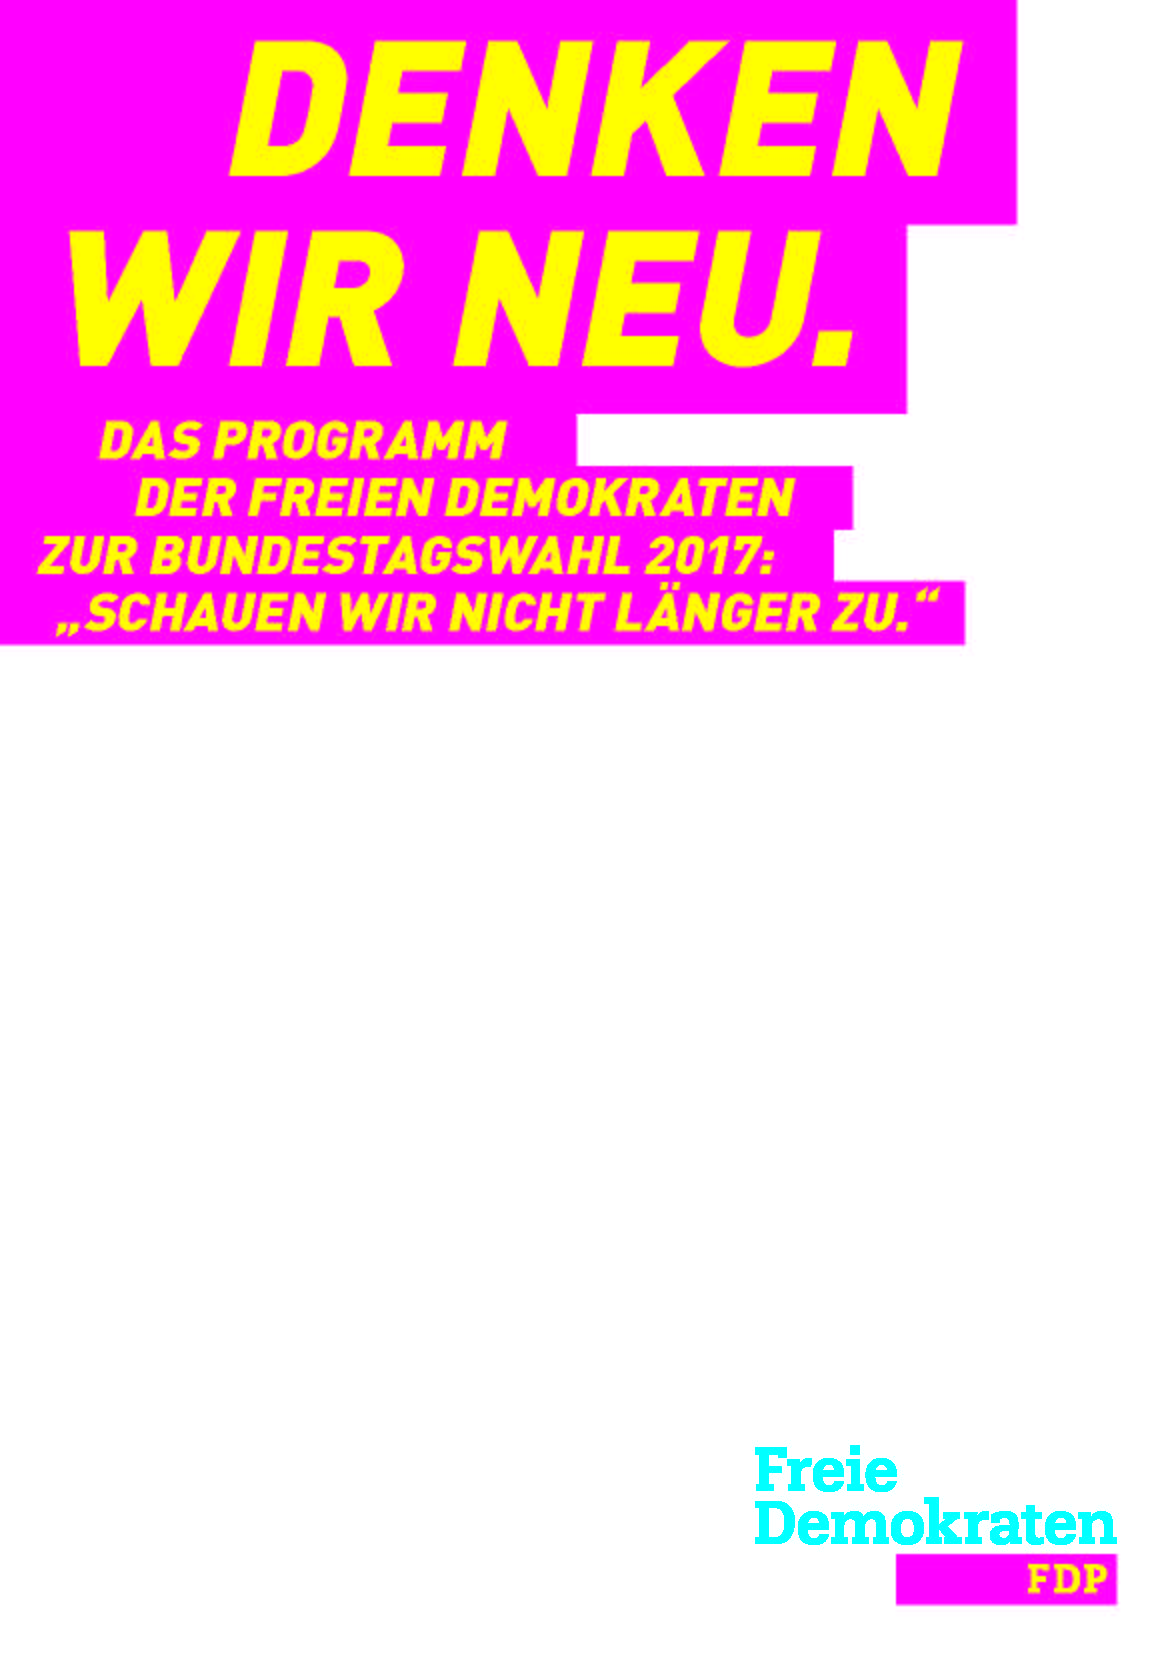 DENKEN
WIR NEU.
DAS PROGRAMM
DER FREIEN DEMOKRATEN
ZUR BUNDESTAGSWAHL 2017:
„SCHAUEN WIR NICHT LÄNGER ZU.“
Freie
Demokraten
FDP